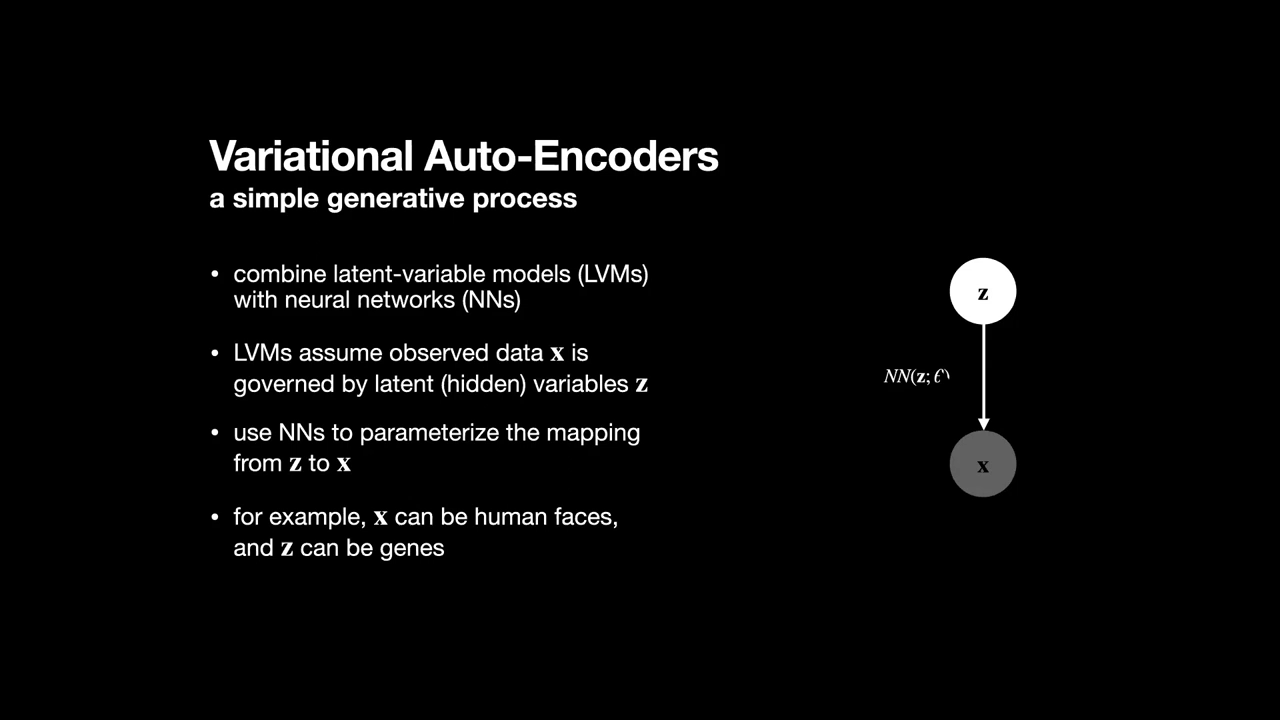 Variational Auto-Encoders
a simple generative process
• combine latent-variable models (LVMs)
with neural networks (NNs)
• LVMs assume observed data x is
governed by latent (hidden) variables z
• use NNs to parameterize the mapping
from z to x
• for example, x can be human faces,
and z can be genes
z
NN(z;
x